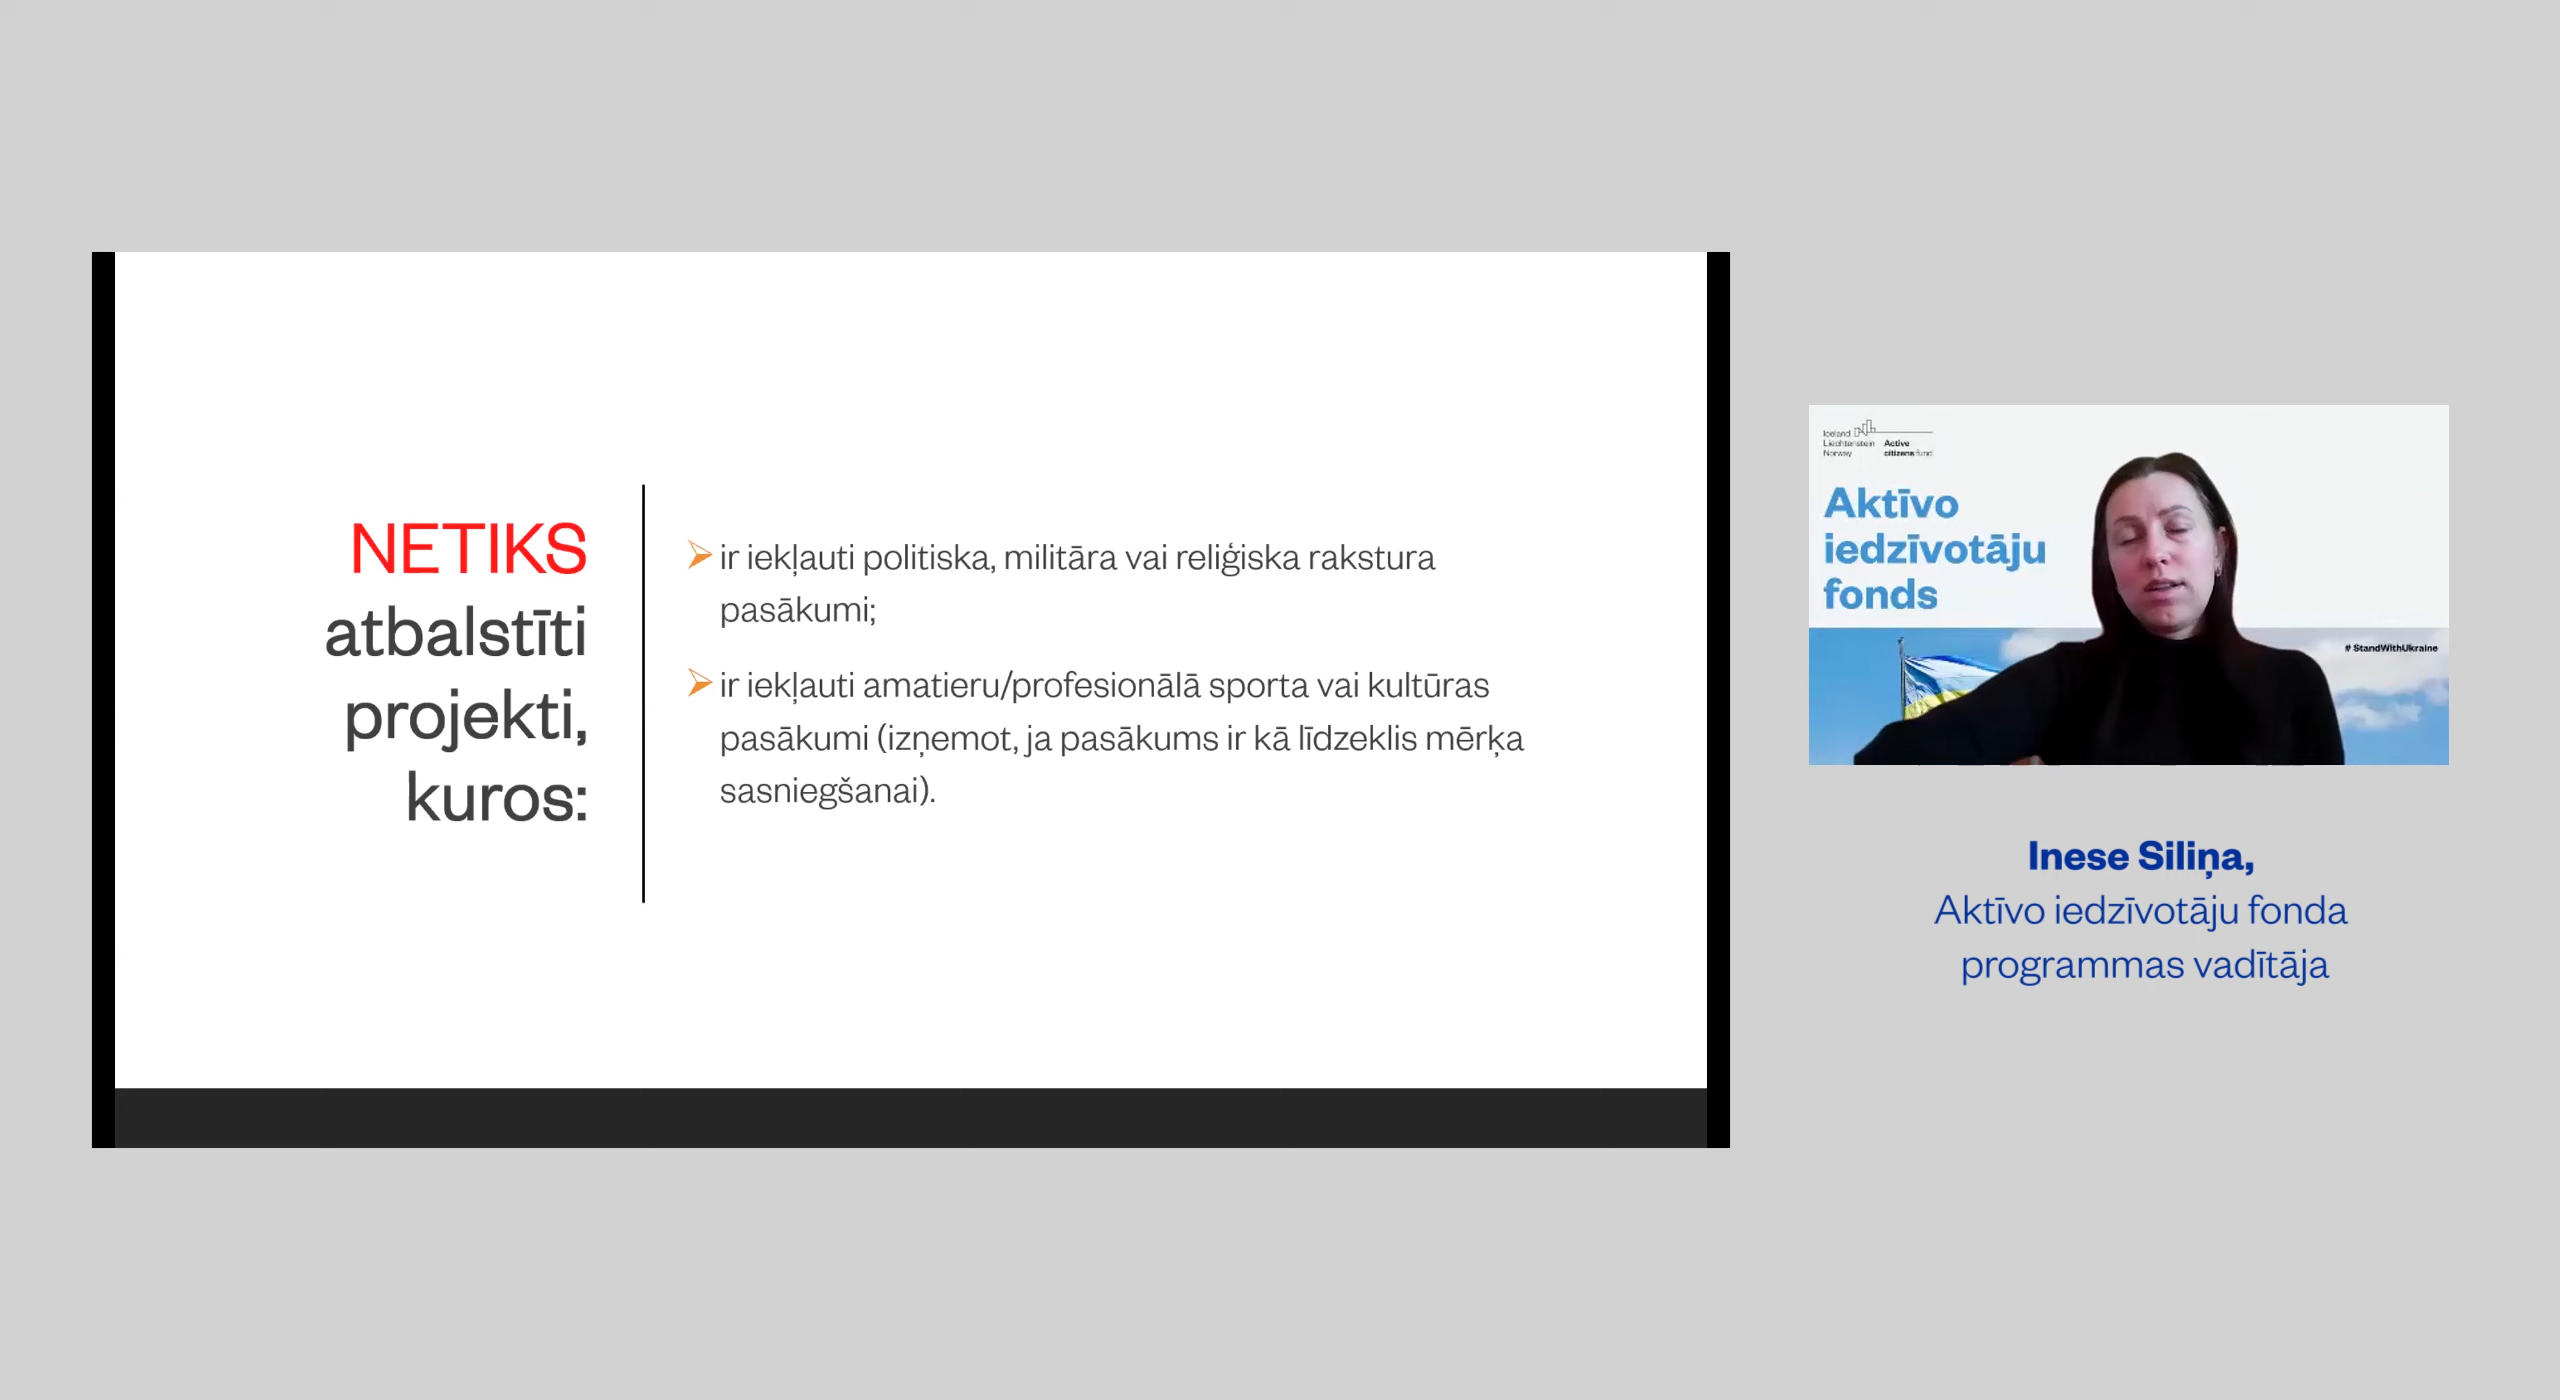 NETIKS
atbalstīti
projekti,
kuros:
ir iekļauti politiska, militāra vai reliģiska rakstura
pasākumi;
ir iekļauti amatieru/profesionālā sporta vai kultūras
pasākumi (izņemot, ja pasākums ir kā līdzeklis mērķa
sasniegšanai).
Iceland
Liechtenstein
Norway
Active
citizens fund
Aktīvo
iedzīvotāju
fonds
# StandWithUkraine
Inese Siliņa,
Aktīvo iedzīvotāju fonda
programmas vadītāja